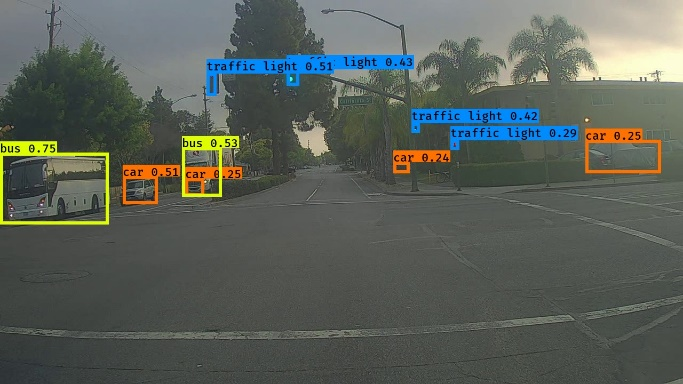 traffic light 0.51
traffic light 0.43
traffic light 0.42
traffic light 0.29
car 0.25
bus 0.75
bus 0.53
car 0.24
car 0.51
car 0.25